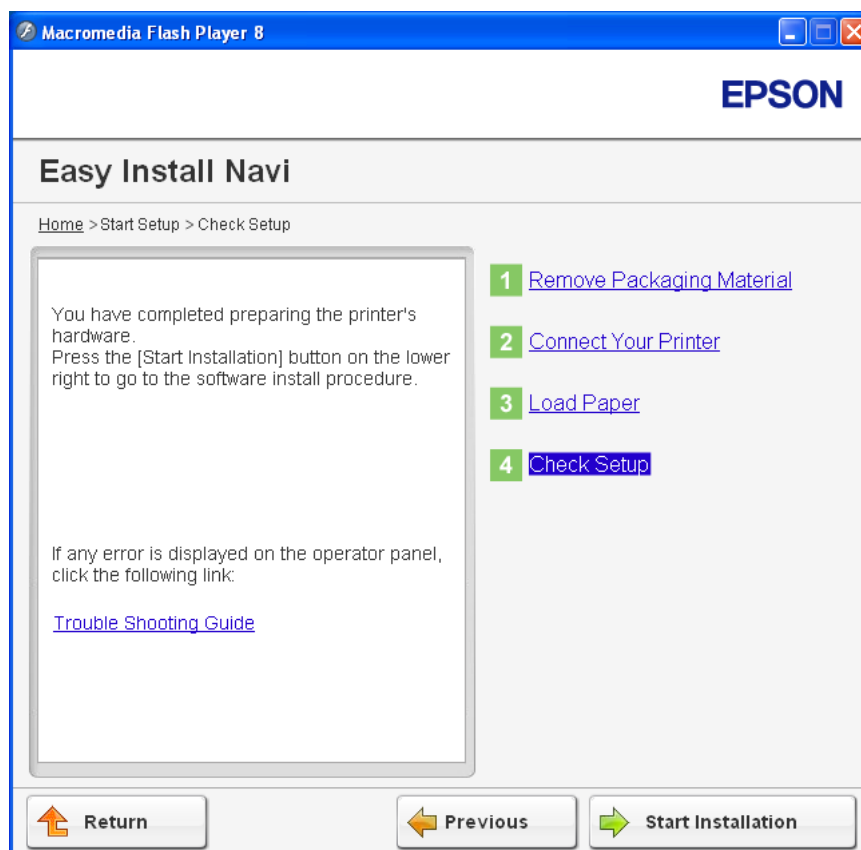 Macromedia Flash Player 8
EPSON
Easy Install Navi
Home > Start Setup > Check Setup
You have completed preparing the printer's
hardware.
Press the [Start Installation] button on the lower
right to go to the software install procedure.
If any error is displayed on the operator panel,
click the following link:
Trouble Shooting Guide
1 Remove Packaging Material
2 Connect Your Printer
3 Load Paper
4 Check Setup
Return
Previous
Start Installation